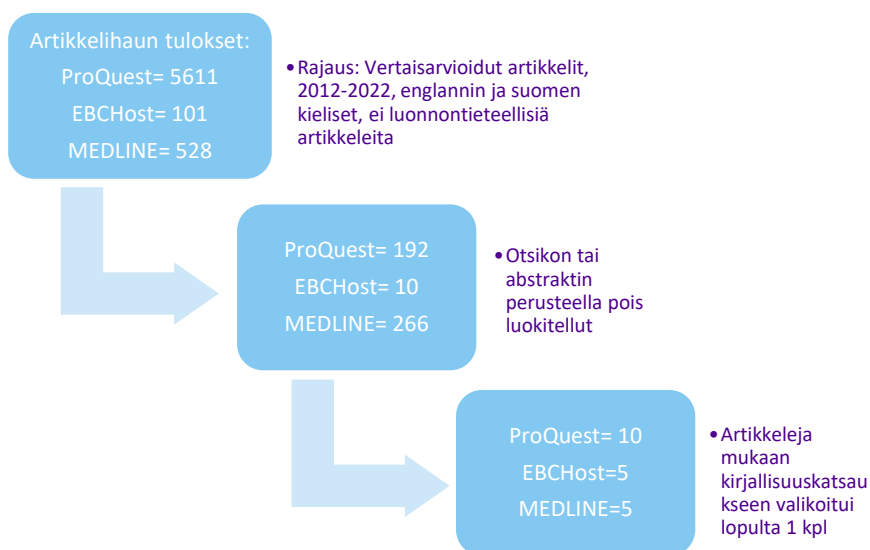 Artikkelihaun tulokset:
ProQuest= 5611
EBCHost= 101
MEDLINE= 528
•Rajaus: Vertaisarvioidut artikkelit,
2012-2022, englannin ja suomen
kieliset, ei luonnontieteellisiä
artikkeleita
ProQuest= 192
EBCHost= 10
MEDLINE= 266
•Otsikon tai
abstraktin
perusteella pois
luokitellut
ProQuest= 10
EBCHost=5
MEDLINE=5
•Artikkeleja
mukaan
kirjallisuuskatsau
kseen valikoitui
lopulta 1 kpl